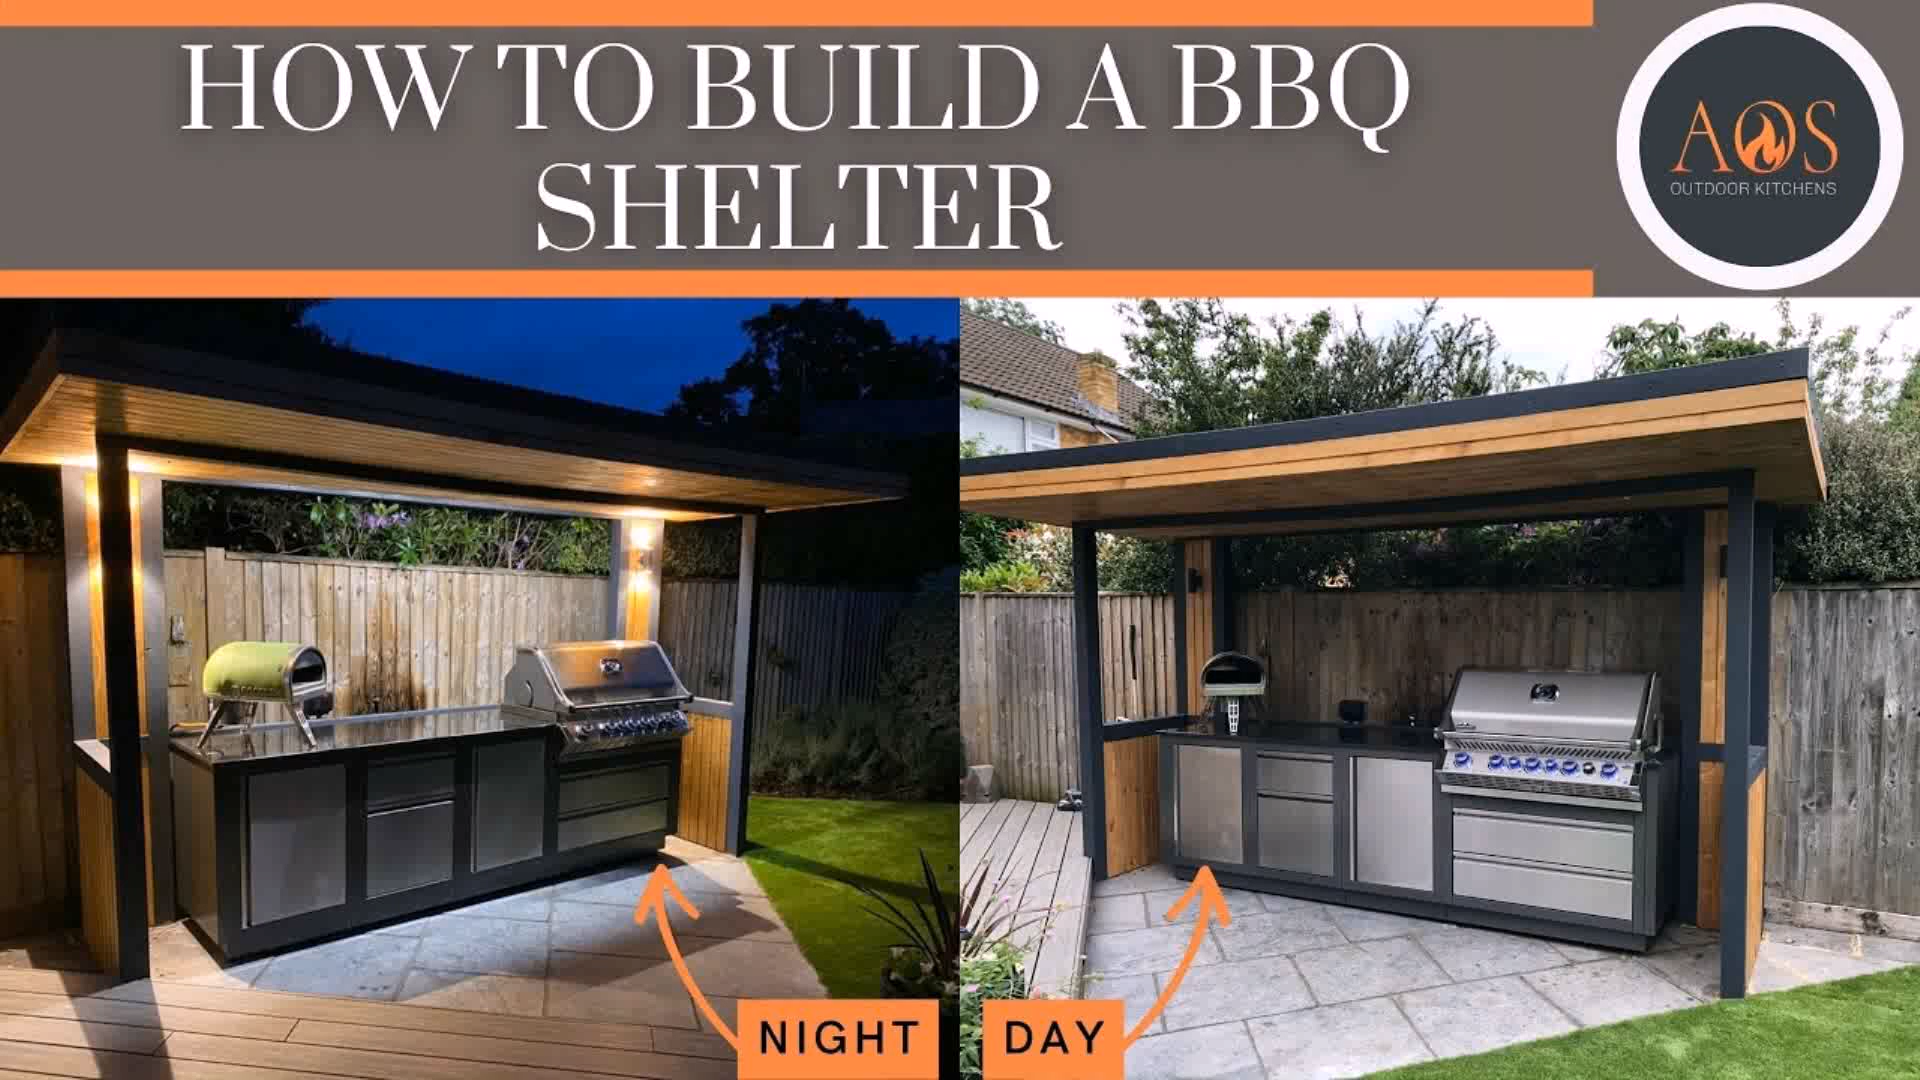 HOW TO BUILD A BBQ
SHELTER
AOS
OUTDOOR KITCHENS
NIGHT
DAY